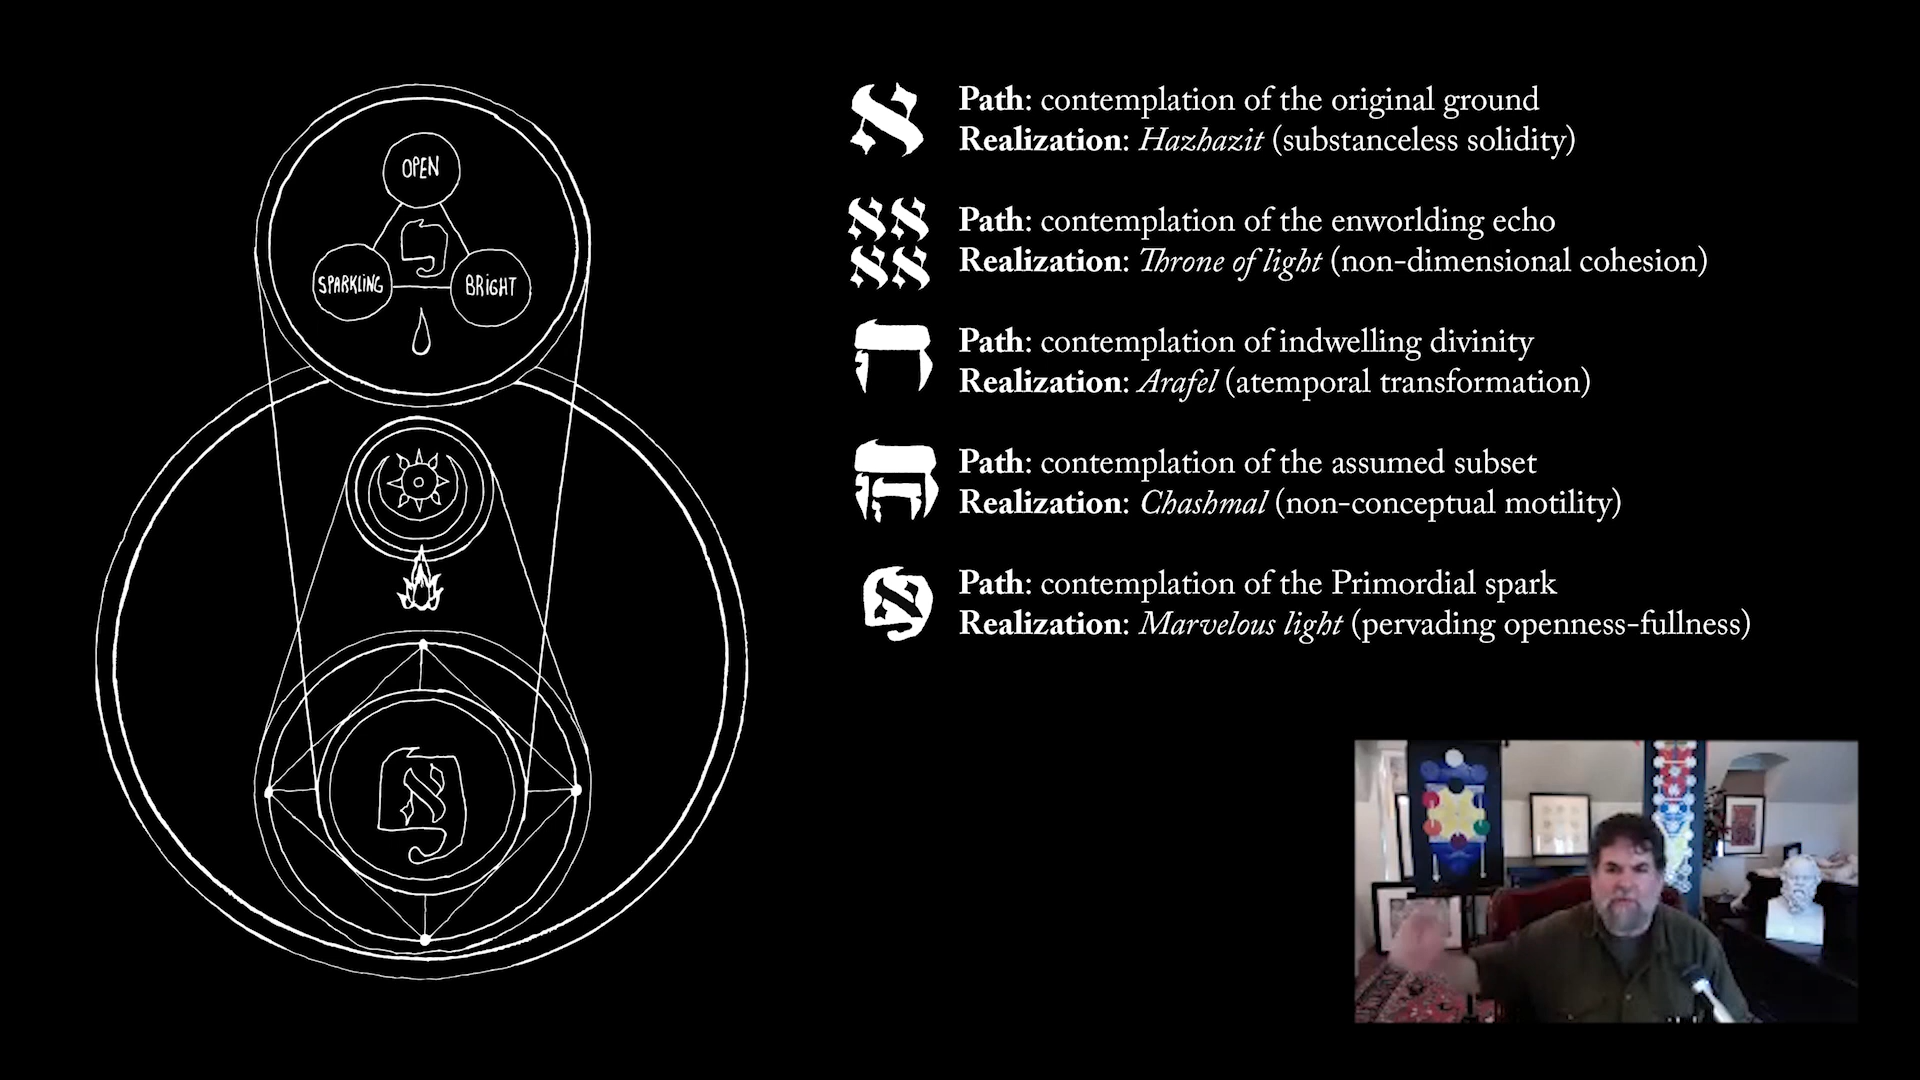 OPEN
SPARKLING
BRIGHT
פ
א
פ
א Path: contemplation of the original ground
Realization: Hazhazit (substanceless solidity)
אא Path: contemplation of the enworlding echo
אא Realization: Throne of light (non-dimensional cohesion)
ח Path: contemplation of indwelling divinity
Realization: Arafel (atemporal transformation)
Path: contemplation of the assumed subset
Realization: Chashmal (non-conceptual motility)
Path: contemplation of the Primordial spark
Realization: Marvelous light (pervading openness-fullness)